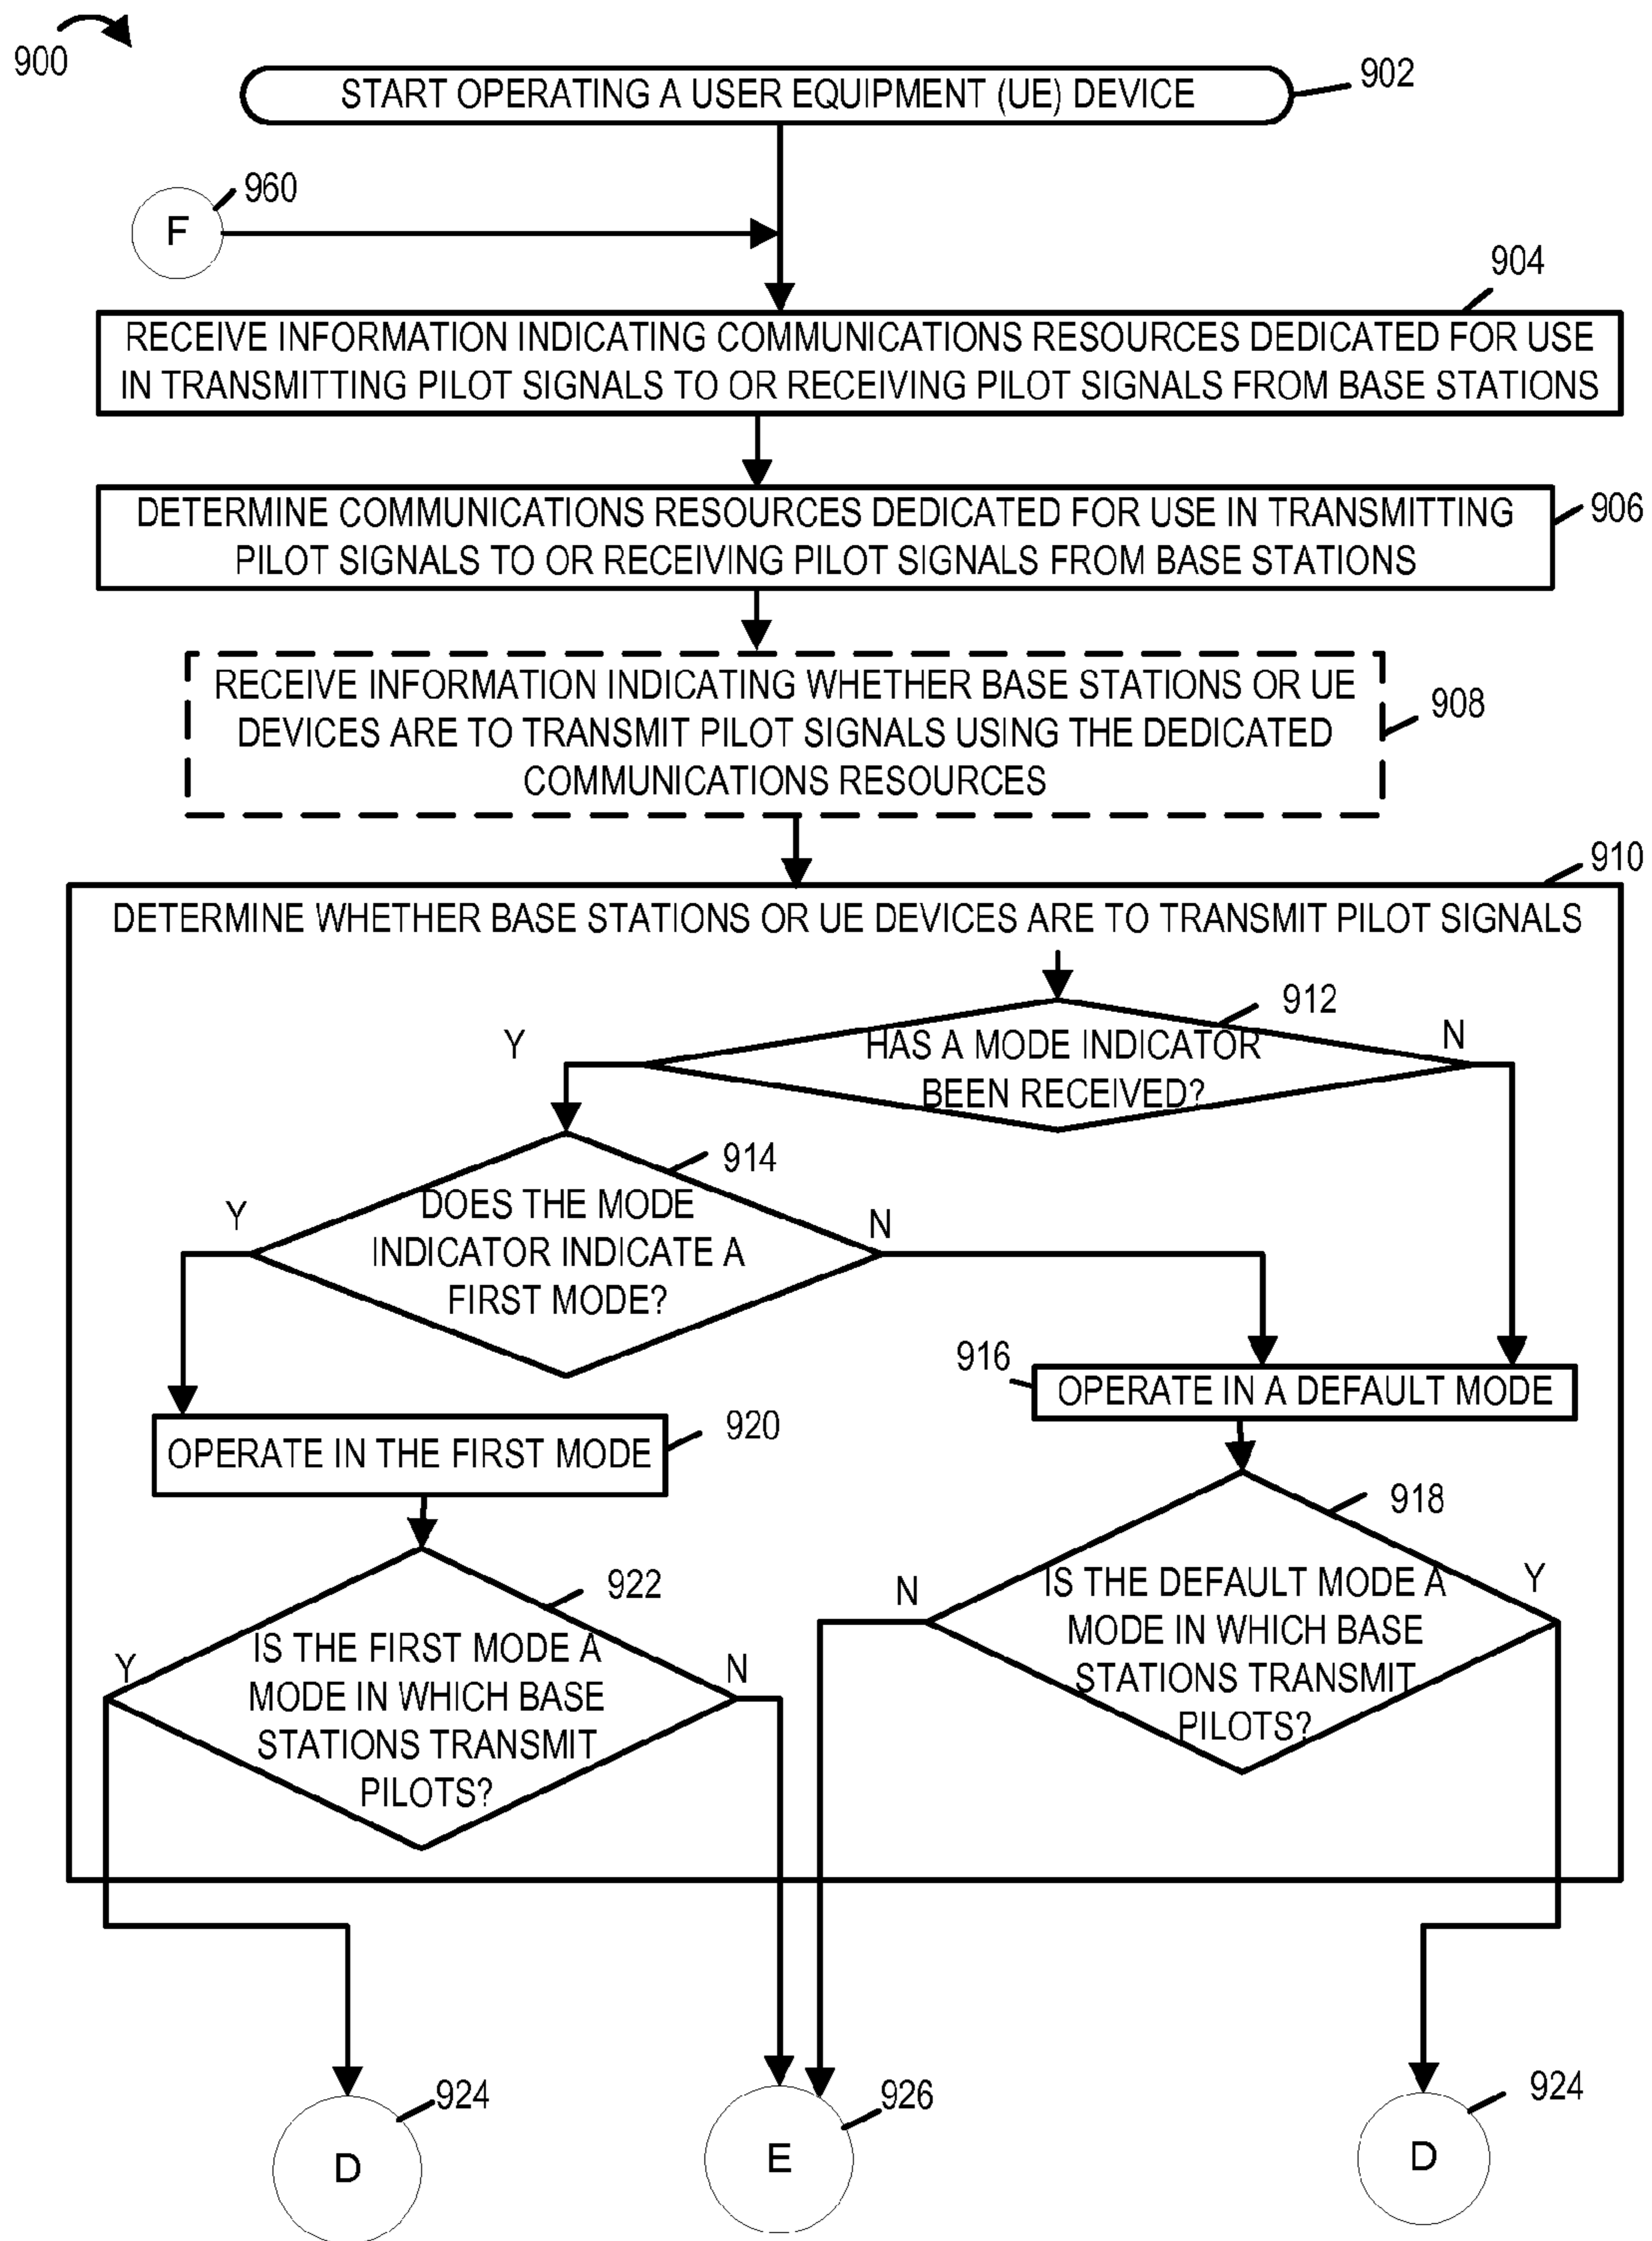 900
START OPERATING A USER EQUIPMENT (UE) DEVICE
902
960
F
904
RECEIVE INFORMATION INDICATING COMMUNICATIONS RESOURCES DEDICATED FOR USE
IN TRANSMITTING PILOT SIGNALS TO OR RECEIVING PILOT SIGNALS FROM BASE STATIONS
DETERMINE COMMUNICATIONS RESOURCES DEDICATED FOR USE IN TRANSMITTING
PILOT SIGNALS TO OR RECEIVING PILOT SIGNALS FROM BASE STATIONS
906
RECEIVE INFORMATION INDICATING WHETHER BASE STATIONS OR UE
DEVICES ARE TO TRANSMIT PILOT SIGNALS USING THE DEDICATED
COMMUNICATIONS RESOURCES
908
910
DETERMINE WHETHER BASE STATIONS OR UE DEVICES ARE TO TRANSMIT PILOT SIGNALS
912
Y
HAS A MODE INDICATOR
BEEN RECEIVED?
N
914
Y
DOES THE MODE
INDICATOR INDICATE A
FIRST MODE?
N
916
OPERATE IN A DEFAULT MODE
OPERATE IN THE FIRST MODE
920
918
N
IS THE DEFAULT MODE A
MODE IN WHICH BASE
STATIONS TRANSMIT
PILOTS?
Y
922
Y
IS THE FIRST MODE A
MODE IN WHICH BASE
STATIONS TRANSMIT
PILOTS?
N
924
D
926
E
924
D